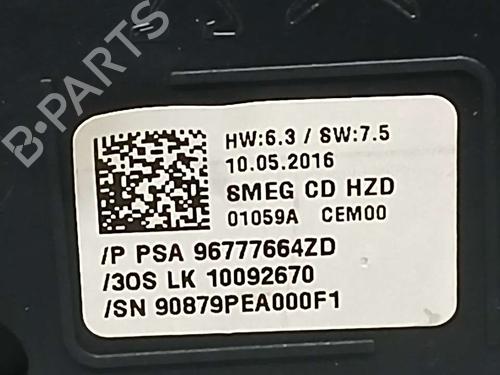 HW:6.3 / SW:7.5
10.05.2016
SMEG CD HZD
01059A CEM00
/P PSA 96777664ZD
/3OS LK 10092670
/SN 90879PEA000F1
B-PARTS